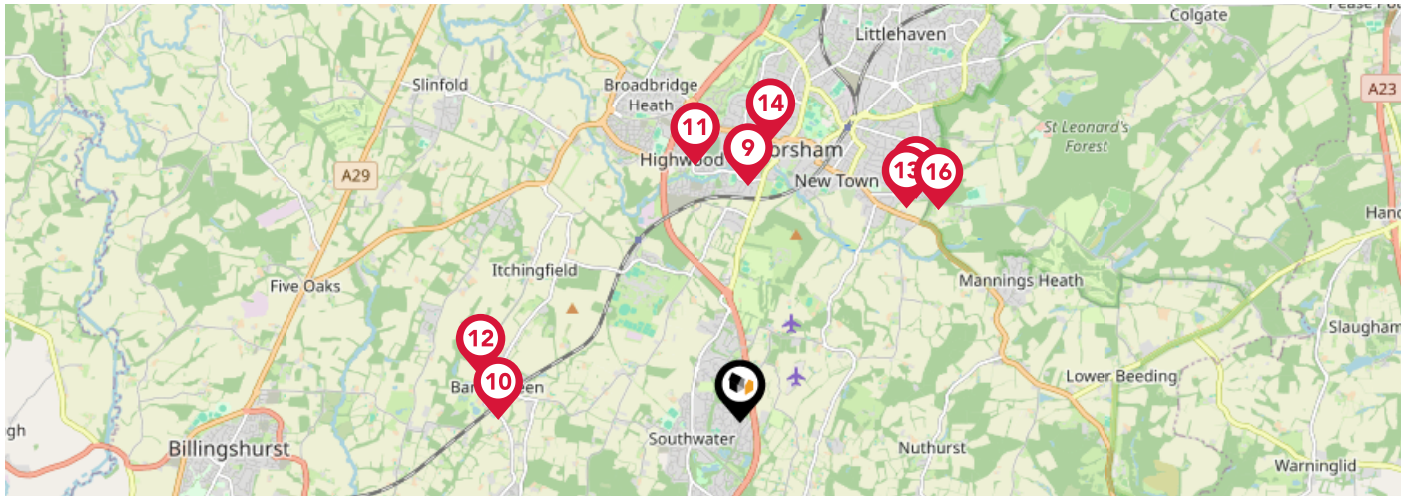 Colgate
Littlehaven
Slinfold
Broadbridge
Heath
A23
14
St Leonard's
Forest
11
9
orsham
Highwood
A29
New Town
13
16
Itchingfield
Five Oaks
Mannings Heath
Slaugham
12
10
Lower Beeding
gh
Billingshurst
Southwater
Nuthurst
Warninglid